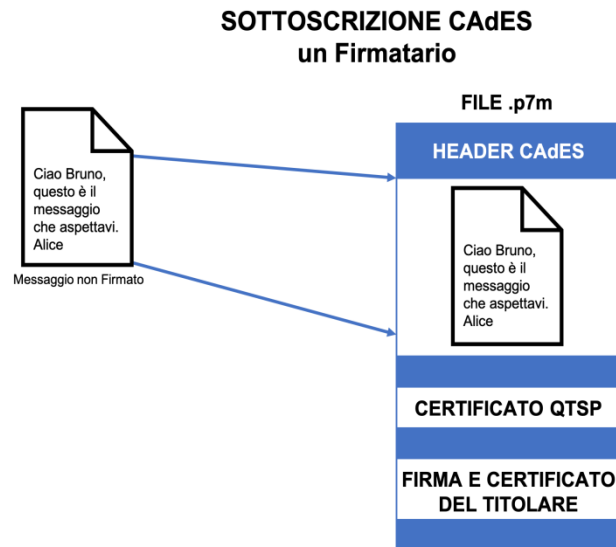 SOTTOSCRIZIONE CAdES
un Firmatario
FILE .p7m
HEADER CAdES
Ciao Bruno,
questo è il
messaggio
che aspettavi.
Alice
Messaggio non Firmato
Ciao Bruno,
questo è il
messaggio
che aspettavi.
Alice
CERTIFICATO QTSP
FIRMA E CERTIFICATO
DEL TITOLARE